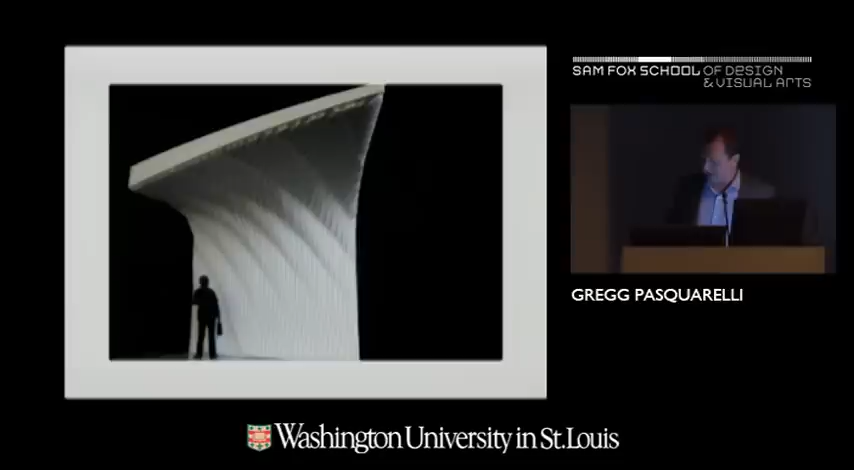 SAM FOX SCHOOL OF DESIGN
& VISUAL ARTS
GREGG PASQUARELLI
Washington University in St. Louis